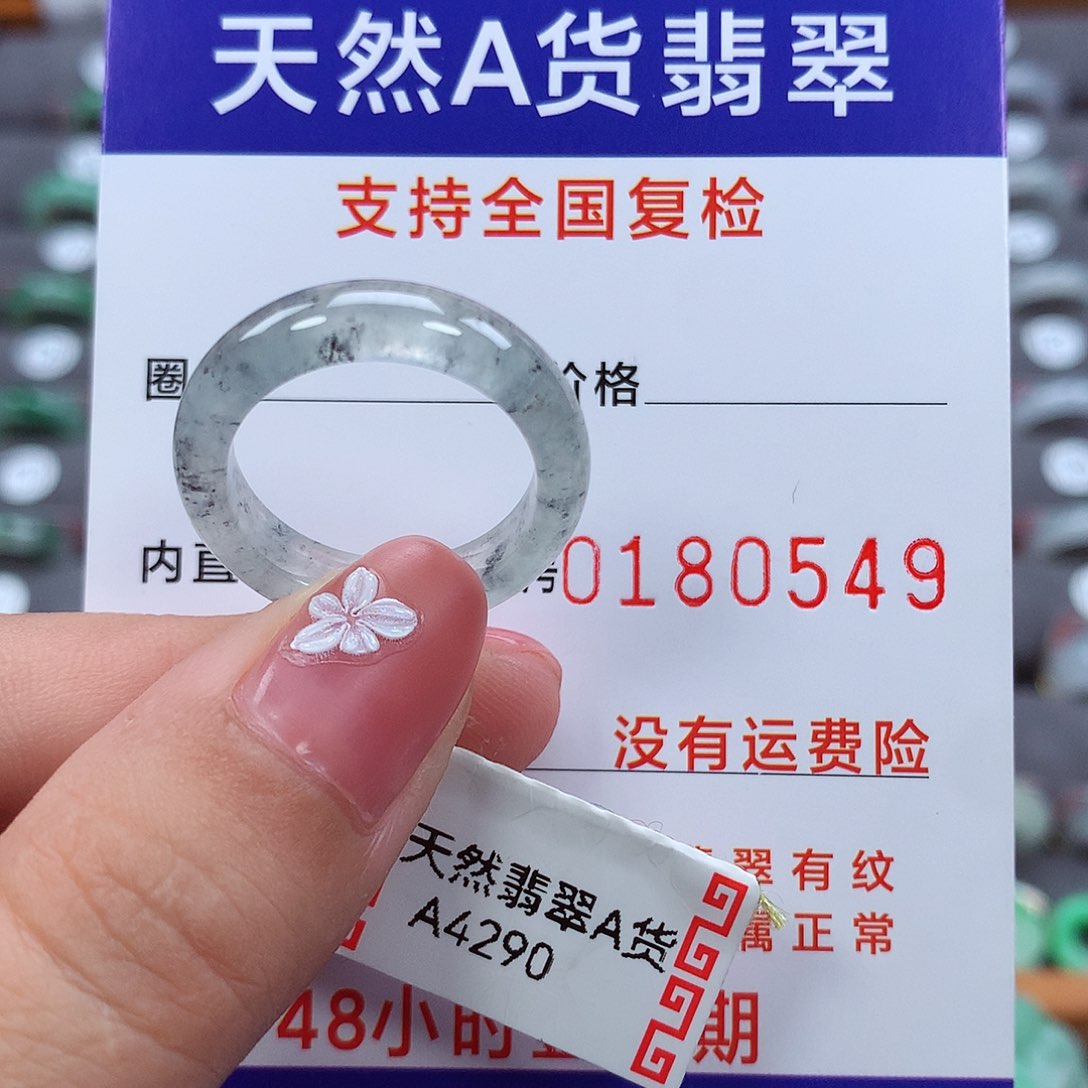 天然A货翡翠
支持全国复检
圈 价格
内直 0180549
没有运费险
翠有纹
属正常
天然翡翠A货
A4290
48小时 期